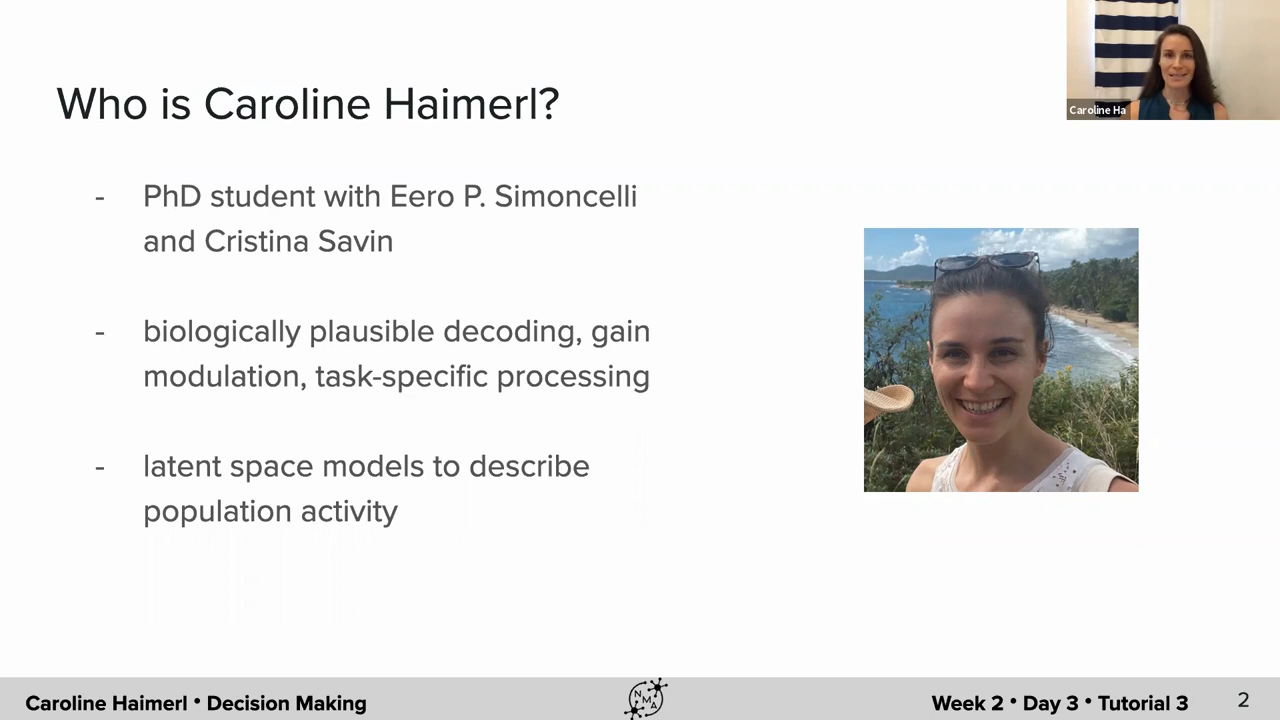 Who is Caroline Haimerl?
Caroline Ha
- PhD student with Eero P. Simoncelli
and Cristina Savin
- biologically plausible decoding, gain
modulation, task-specific processing
- latent space models to describe
population activity
Caroline Haimerl • Decision Making
N
M
A
Week 2 • Day 3 • Tutorial 3
2